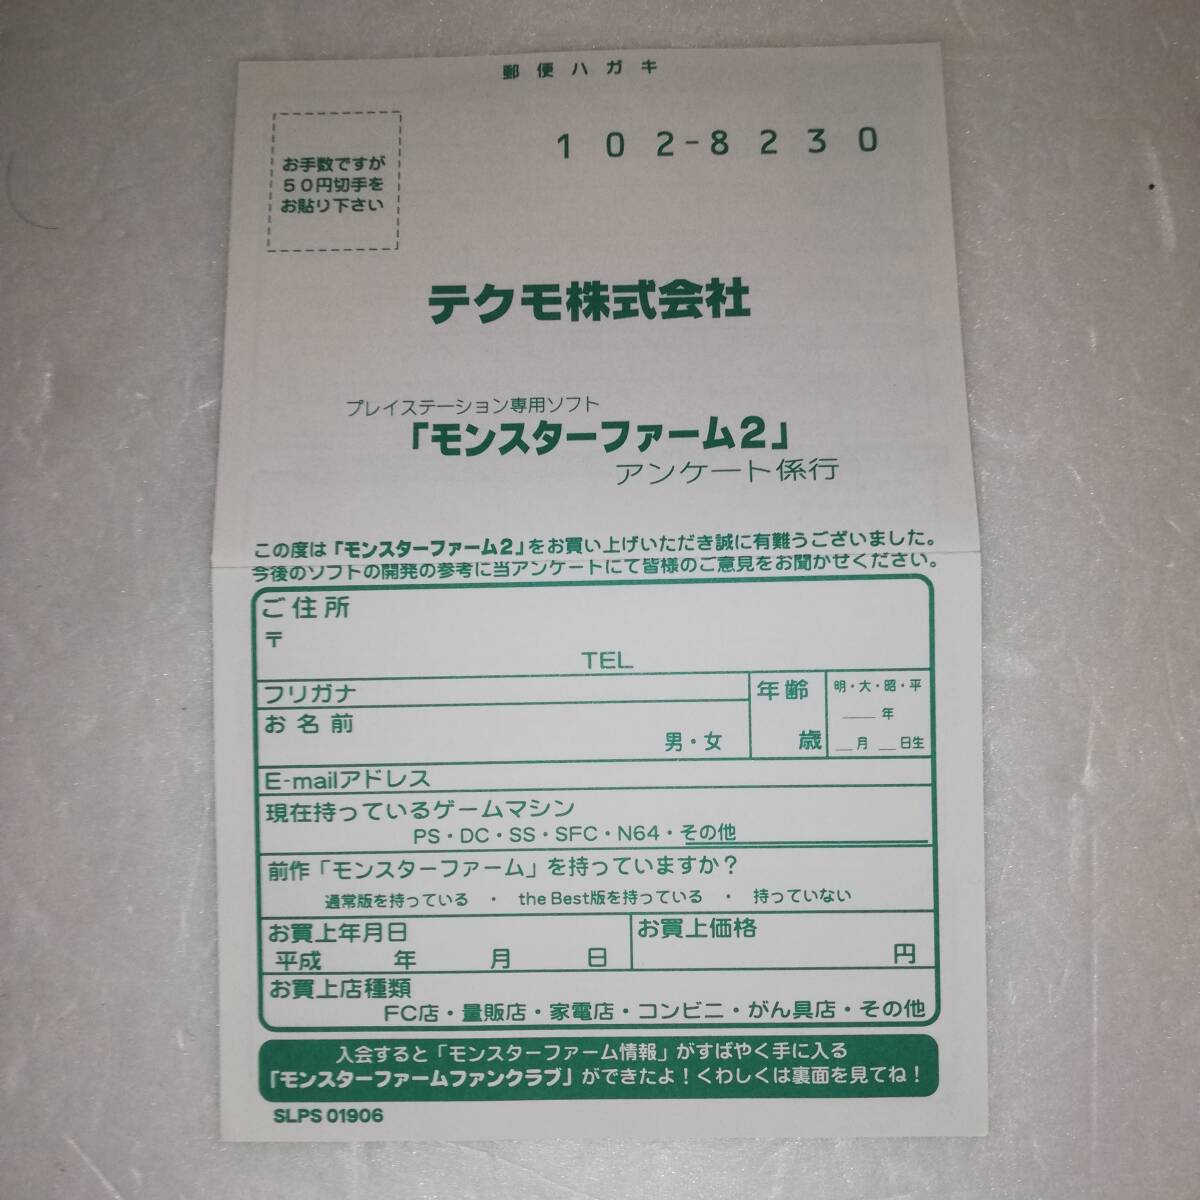 郵便ハガキ
お手数ですが
50円切手を
お貼り下さい
102-8230
テクモ株式会社
プレイステーション専用ソフト
「モンスターファーム2」
アンケート係行
この度は「モンスターファーム2」をお買い上げいただき誠に有難うございました。
今後のソフトの開発の参考に当アンケートにて皆様のご意見をお聞かせください。
ご住所
〒
TEL
フリガナ
お名前
男・女
年齢
歳
明・大・昭・平
年
月 日生
E-mailアドレス
現在持っているゲームマシン
PS・DC・SS・SFC・N64・その他
前作「モンスターファーム」を持っていますか？
通常版を持っている ・ the Best版を持っている ・ 持っていない
お買上年月日
平成 年 月 日
お買上価格
円
お買上店種類
FC店・量販店・家電店・コンビニ・がん具店・その他
入会すると「モンスターファーム情報」がすばやく手に入る
「モンスターファームファンクラブ」ができたよ！くわしくは裏面を見てね！
SLPS 01906